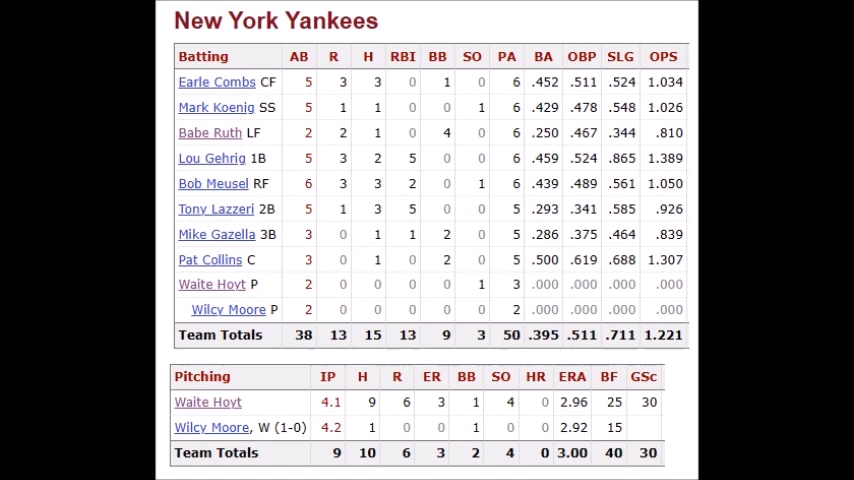 New York Yankees
Batting AB R H RBI BB SO PA BA OBP SLG OPS
Earle Combs CF 5 3 3 0 1 0 6 .452 .511 .524 1.034
Mark Koenig SS 5 1 1 0 0 1 6 .429 .478 .548 1.026
Babe Ruth LF 2 2 1 0 4 0 6 .250 .467 .344 .810
Lou Gehrig 1B 5 3 2 5 0 0 6 .459 .524 .865 1.389
Bob Meusel RF 6 3 3 2 0 1 6 .439 .489 .561 1.050
Tony Lazzeri 2B 5 1 3 5 0 0 5 .293 .341 .585 .926
Mike Gazella 3B 3 0 1 1 2 0 5 .286 .375 .464 .839
Pat Collins C 3 0 1 0 2 0 5 .500 .619 .688 1.307
Waite Hoyt P 2 0 0 0 0 1 3 .000 .000 .000 .000
Wilcy Moore P 2 0 0 0 0 0 2 .000 .000 .000 .000
Team Totals 38 13 15 13 9 3 50 .395 .511 .711 1.221
Pitching IP H R ER BB SO HR ERA BF GSc
Waite Hoyt 4.1 9 6 3 1 4 0 2.96 25 30
Wilcy Moore, W (1-0) 4.2 1 0 0 1 0 0 2.92 15
Team Totals 9 10 6 3 2 4 0 3.00 40 30